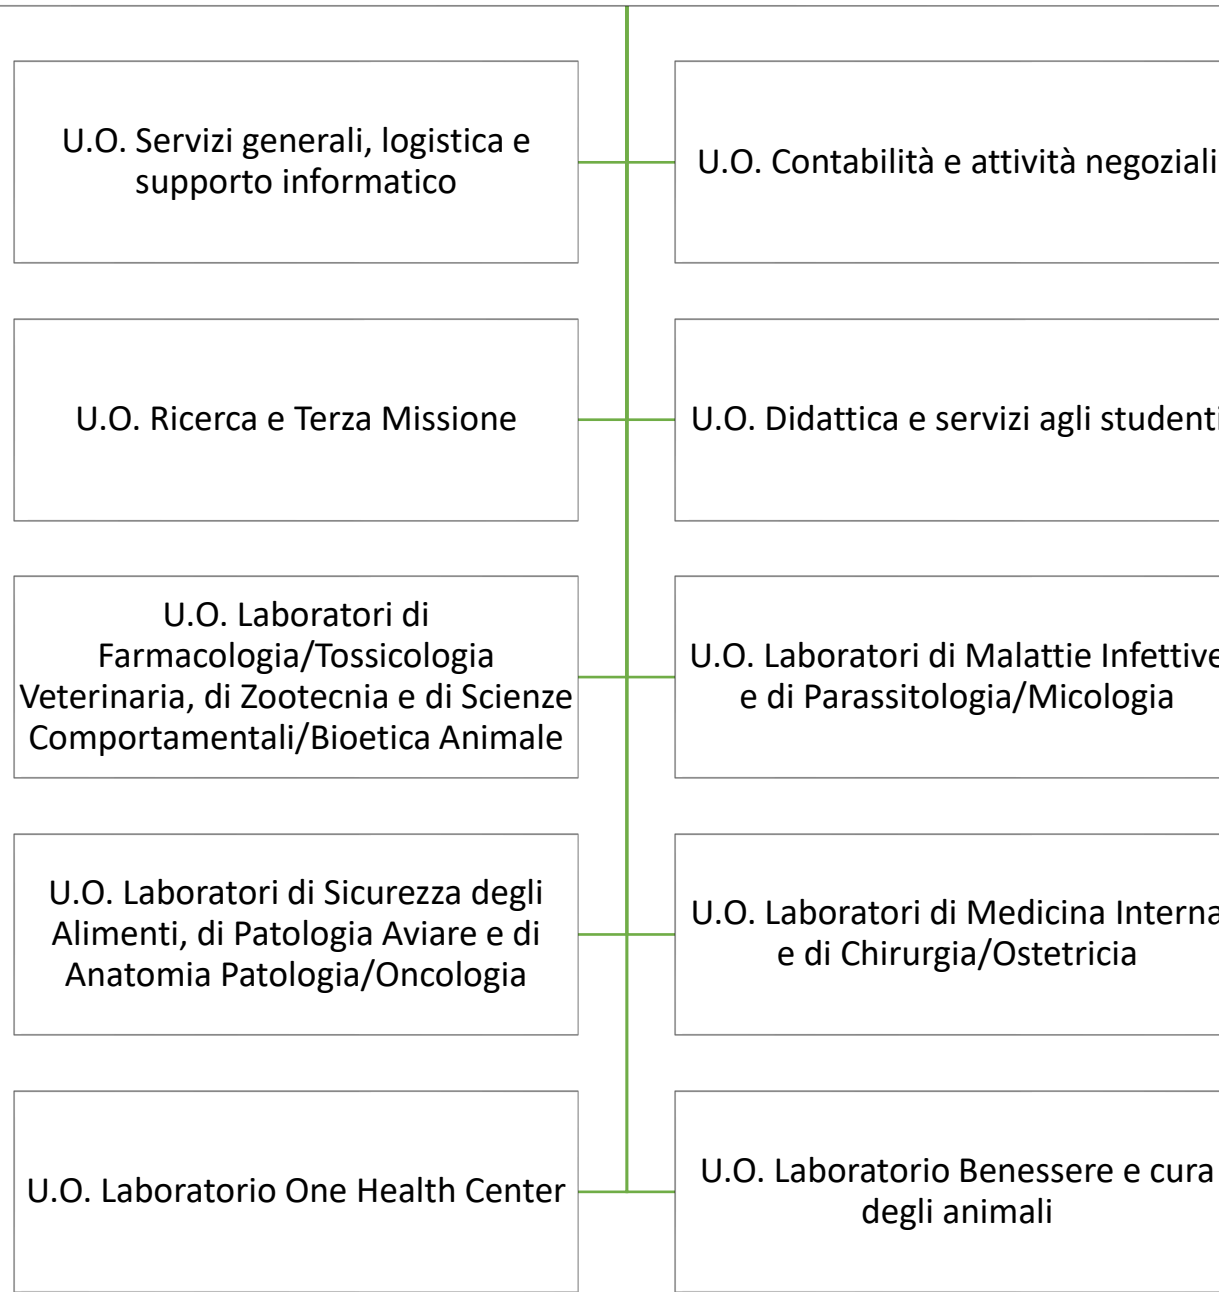 U.O. Servizi generali, logistica e
supporto informatico
U.O. Contabilità e attività negoziali
U.O. Ricerca e Terza Missione
U.O. Didattica e servizi agli studenti
U.O. Laboratori di
Farmacologia/Tossicologia
Veterinaria, di Zootecnia e di Scienze
Comportamentali/Bioetica Animale
U.O. Laboratori di Malattie Infettive
e di Parassitologia/Micologia
U.O. Laboratori di Sicurezza degli
Alimenti, di Patologia Aviare e di
Anatomia Patologia/Oncologia
U.O. Laboratori di Medicina Interna
e di Chirurgia/Ostetricia
U.O. Laboratorio One Health Center
U.O. Laboratorio Benessere e cura
degli animali